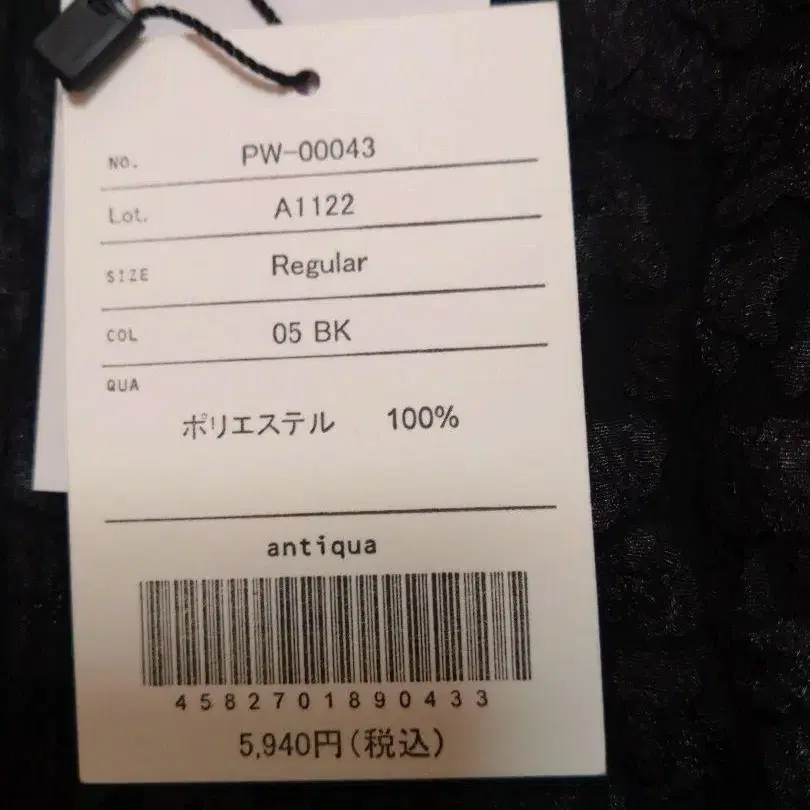 NO. PW-00043
Lot. A1122
SIZE Regular
COL 05 BK
QUA
ポリエステル 100%
antiqua
4582701890433
5,940円(税込)